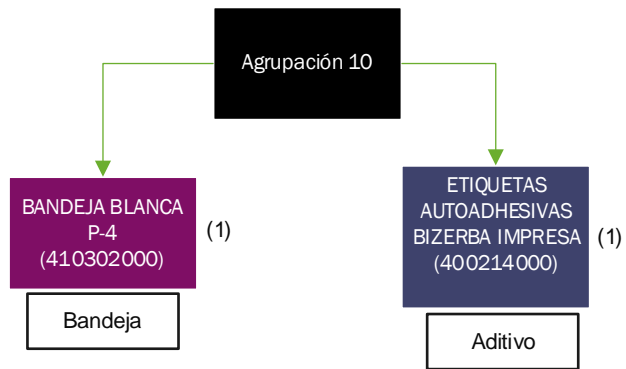 Agrupación 10
BANDEJA BLANCA
P-4
(410302000)
(1)
Bandeja
ETIQUETAS
AUTOADHESIVAS
BIZERBA IMPRESA
(400214000)
(1)
Aditivo